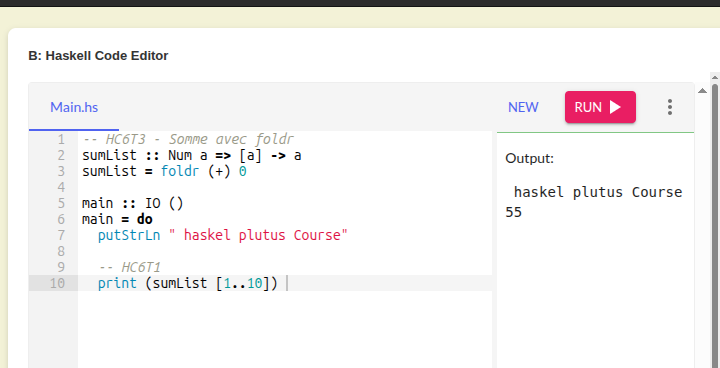 B: Haskell Code Editor
Main.hs
NEW
RUN
1 -- HC6T3 - Somme avec foldr
2 sumList :: Num a => [a] -> a
3 sumList = foldr (+) 0
4
5 main :: IO ()
6 main = do
7   putStrLn " haskel plutus Course"
8
9   -- HC6T1
10   print (sumList [1..10])
Output:
 haskel plutus Course
55